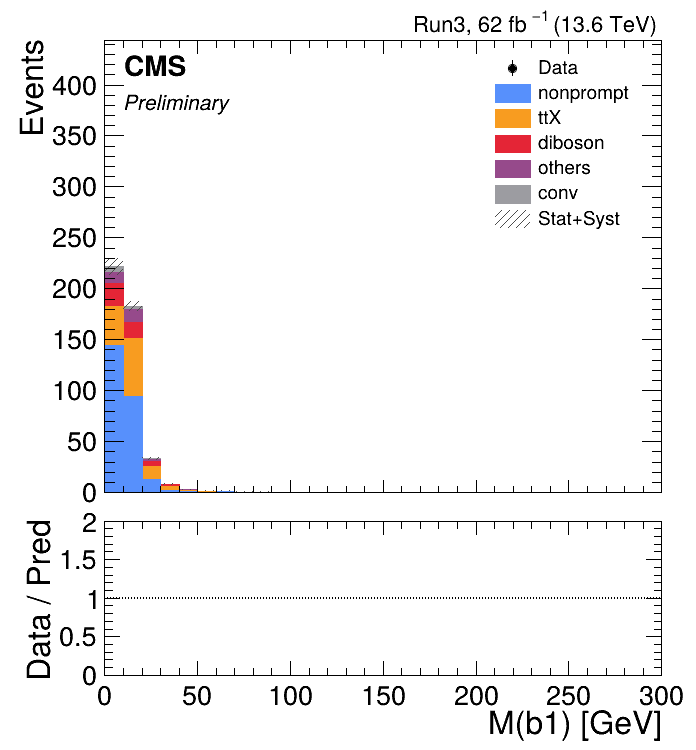 Run3, 62 fb⁻¹ (13.6 TeV)
CMS
Preliminary
Events
400
350
300
250
200
150
100
50
0
Data
nonprompt
ttX
diboson
others
conv
Stat+Syst
Data / Pred
2
1.5
1
0.5
0
0 50 100 150 200 250 300
M(b1) [GeV]